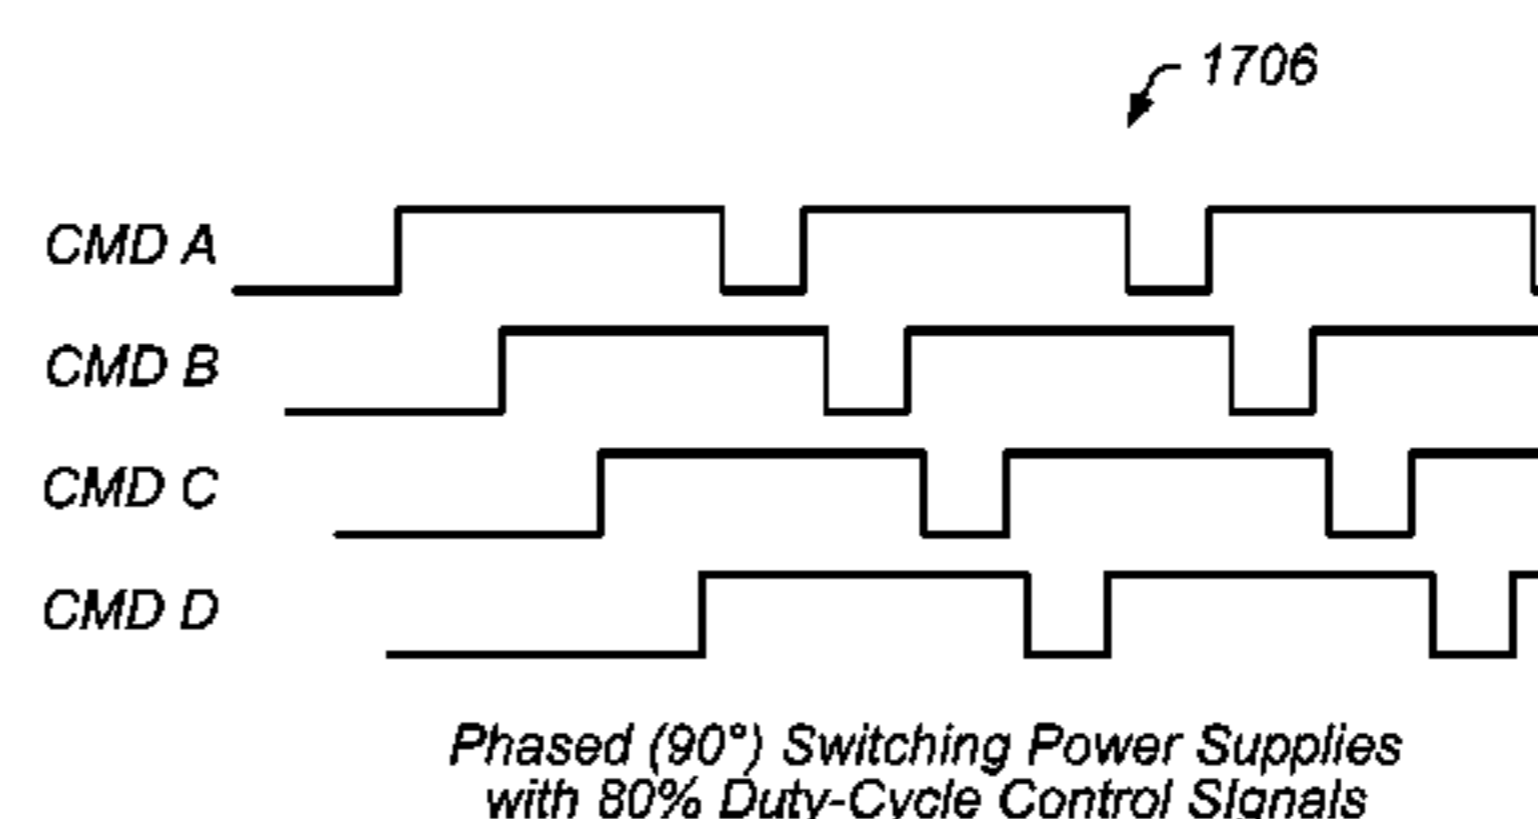 1706
CMD A
CMD B
CMD C
CMD D
Phased (90°) Switching Power Supplies
with 80% Duty-Cycle Control Signals